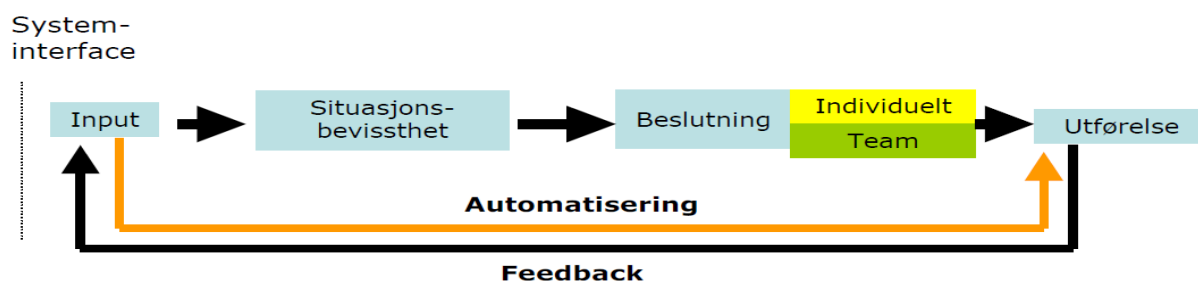 System-
interface
Input
Situasjons-
bevissthet
Beslutning
Individuelt
Team
Utførelse
Automatisering
Feedback